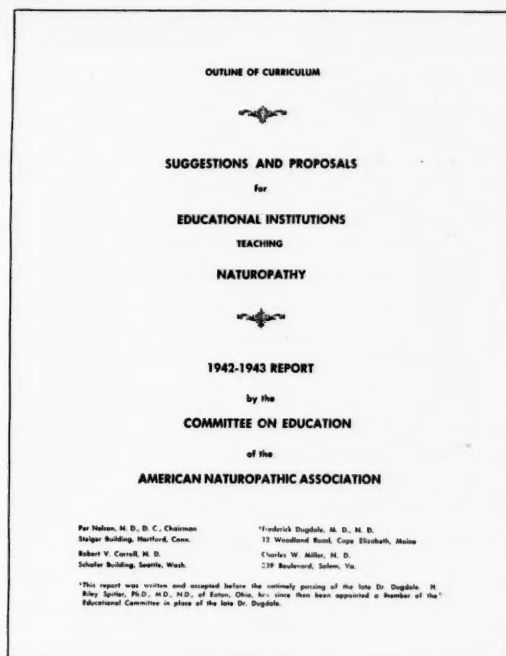 OUTLINE OF CURRICULUM
SUGGESTIONS AND PROPOSALS
for
EDUCATIONAL INSTITUTIONS
TEACHING
NATUROPATHY
1942-1943 REPORT
by the
COMMITTEE ON EDUCATION
of the
AMERICAN NATUROPATHIC ASSOCIATION
Per Nelson, N. D., D. C., Chairman
Steiger Building, Hartford, Conn.
Robert V. Carroll, N. D.
Schafer Building, Seattle, Wash.
*Frederick Dugdale, M. D., N. D.
12 Woodland Road, Cape Elizabeth, Maine
Charles W. Miller, N. D.
Boulevard, Salem, Va.
*This report was written and accepted before the untimely passing of the late Dr. Dugdale. H.
Riley Spitler, Ph.D., M.D., N.D., of Eaton, Ohio, has since then been appointed a Member of the
Educational Committee in place of the late Dr. Dugdale.